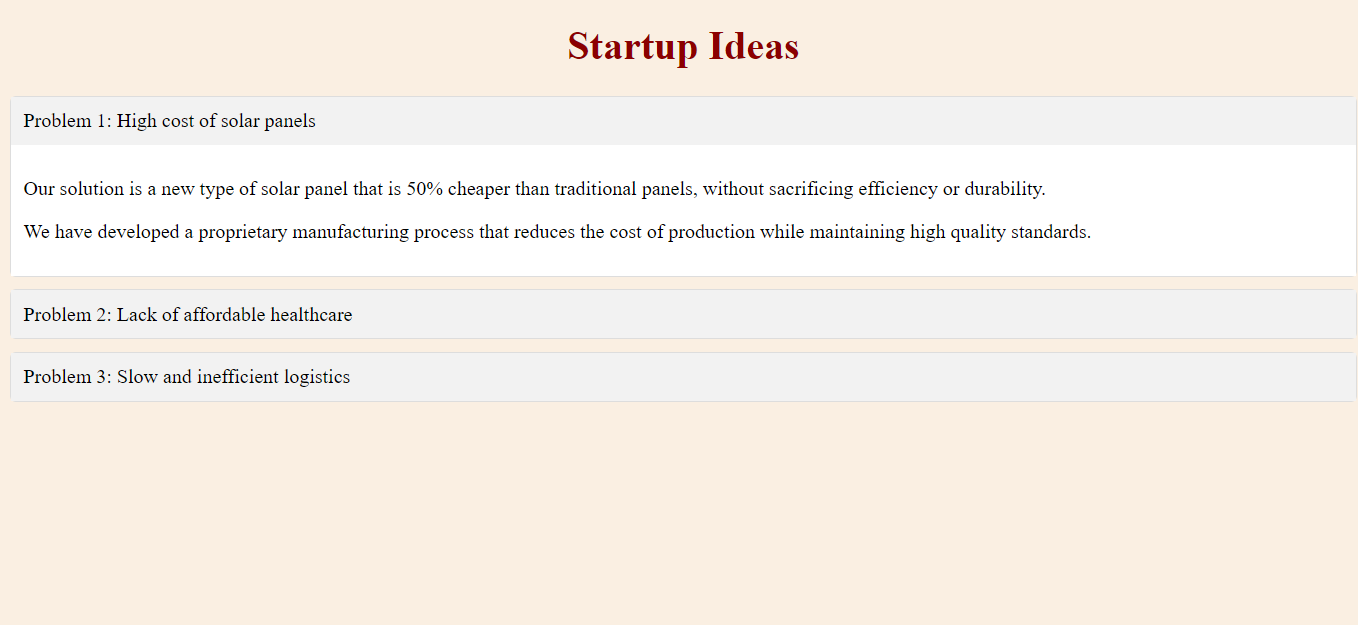 Startup Ideas
Problem 1: High cost of solar panels
Our solution is a new type of solar panel that is 50% cheaper than traditional panels, without sacrificing efficiency or durability.
We have developed a proprietary manufacturing process that reduces the cost of production while maintaining high quality standards.
Problem 2: Lack of affordable healthcare
Problem 3: Slow and inefficient logistics